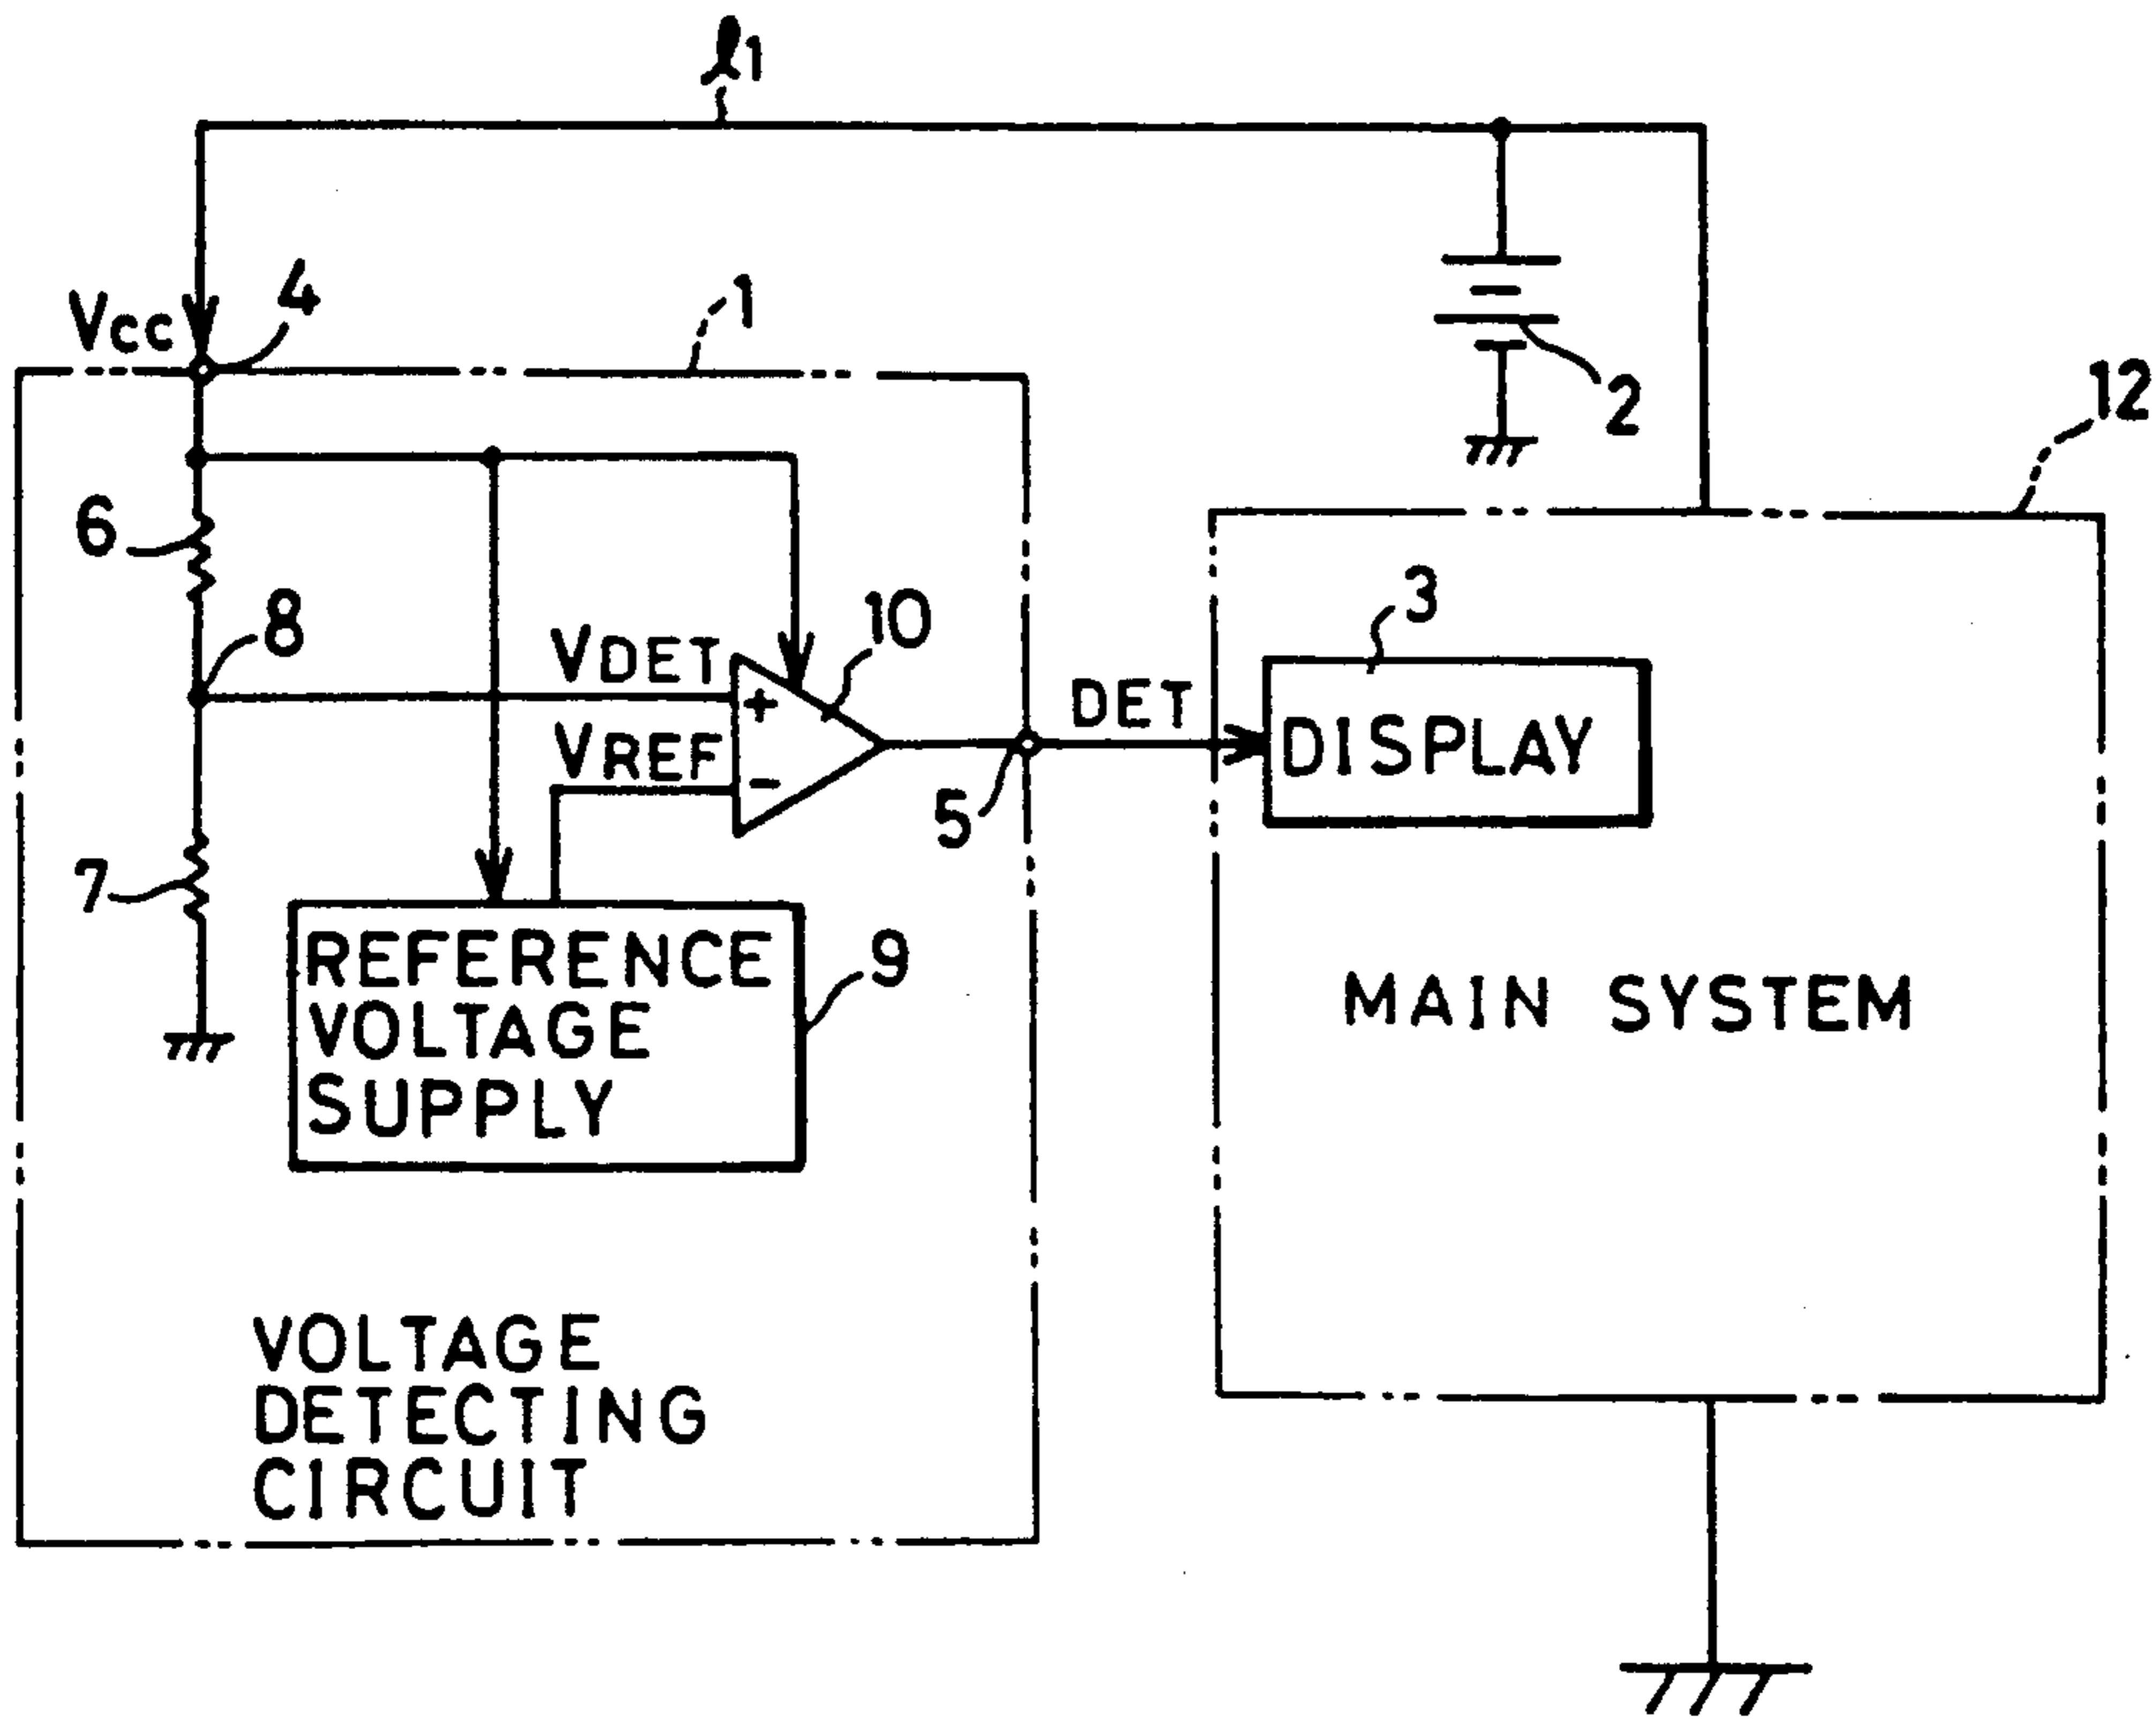 ℓ1
Vcc
4
1
2
12
6
8
VDET
10
3
VREF
DET
DISPLAY
5
7
REFERENCE
VOLTAGE
SUPPLY
9
MAIN SYSTEM
VOLTAGE
DETECTING
CIRCUIT